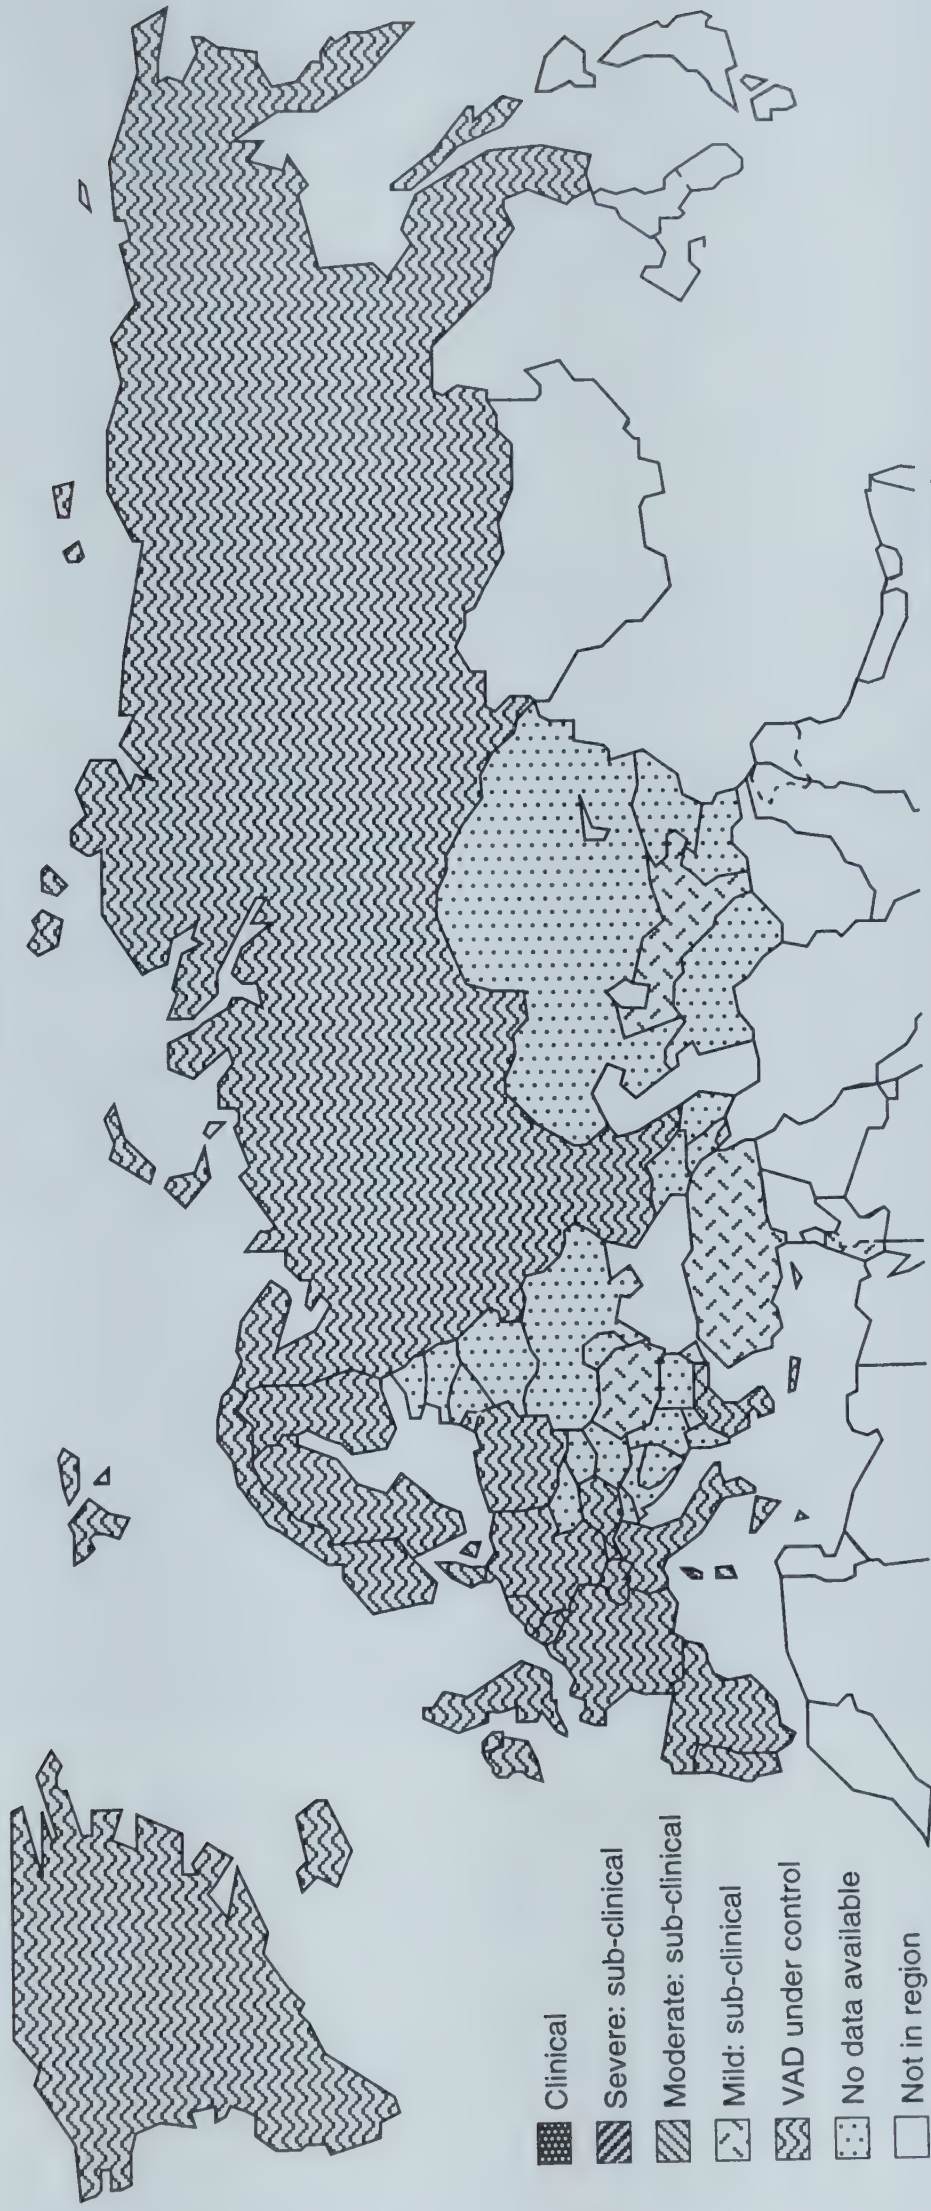 Clinical
Severe: sub-clinical
Moderate: sub-clinical
Mild: sub-clinical
VAD under control
No data available
Not in region